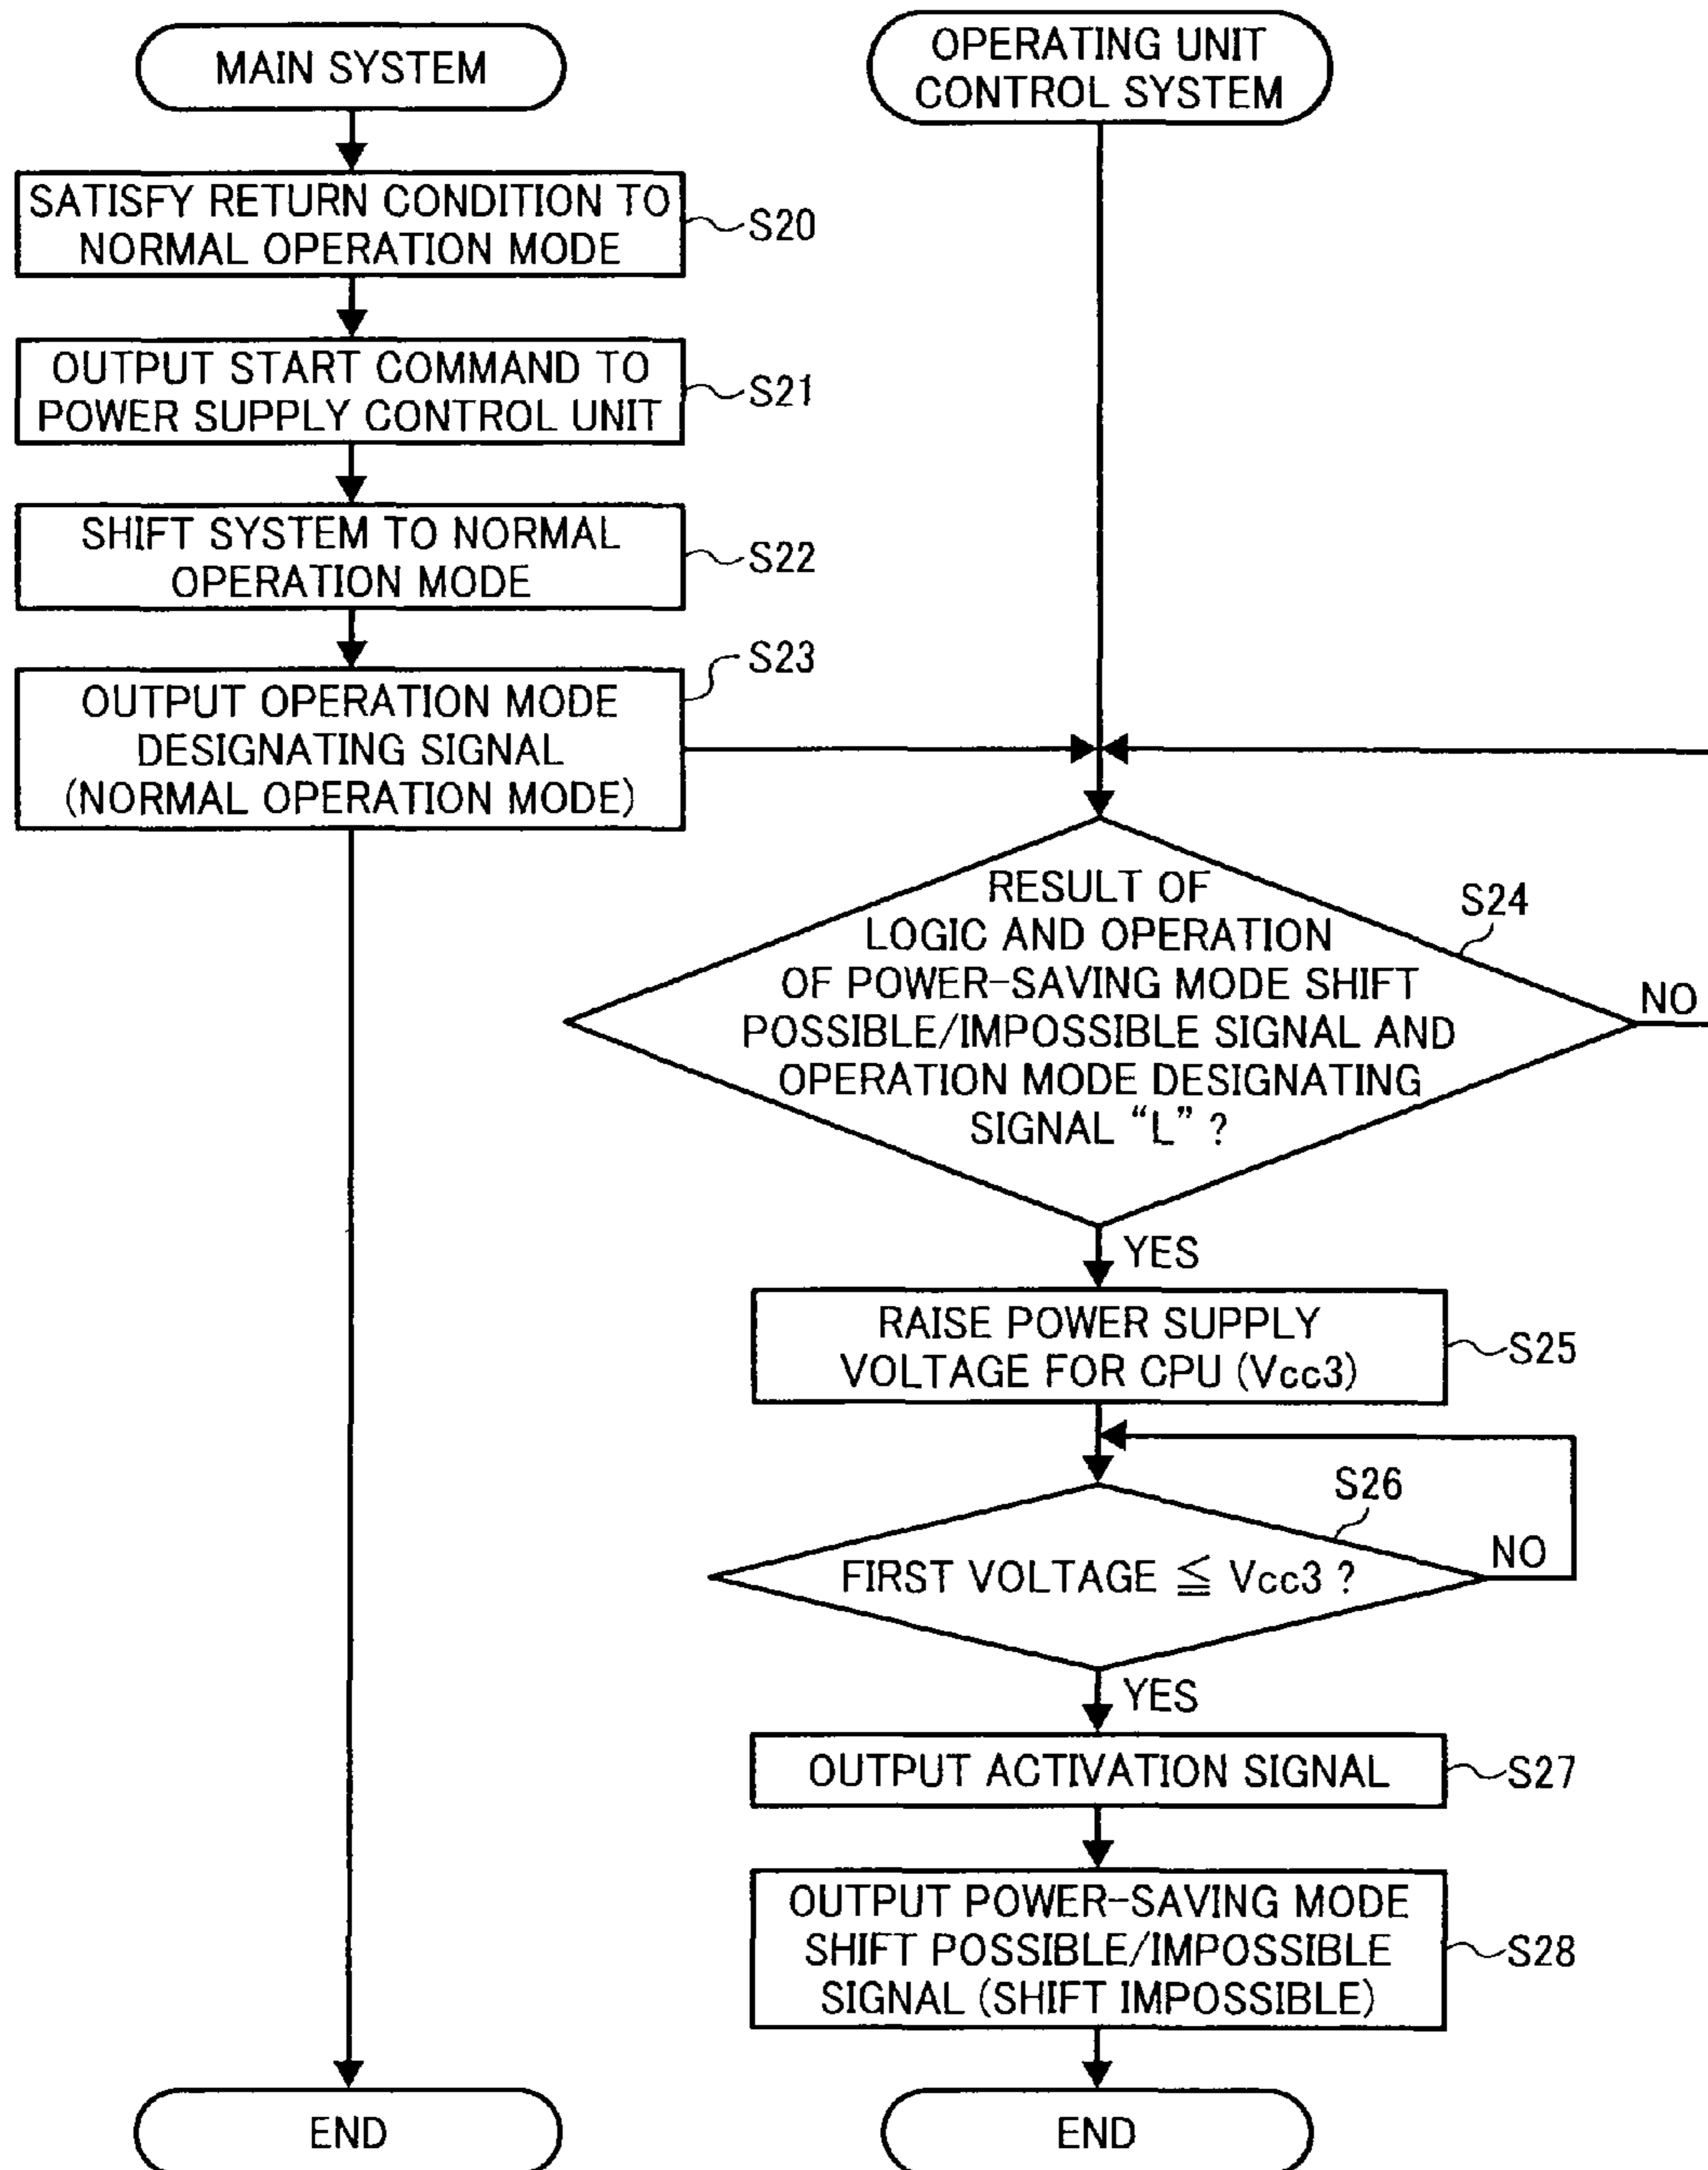 MAIN SYSTEM
SATISFY RETURN CONDITION TO
NORMAL OPERATION MODE
S20
OUTPUT START COMMAND TO
POWER SUPPLY CONTROL UNIT
S21
SHIFT SYSTEM TO NORMAL
OPERATION MODE
S22
OUTPUT OPERATION MODE
DESIGNATING SIGNAL
(NORMAL OPERATION MODE)
S23
END
OPERATING UNIT
CONTROL SYSTEM
RESULT OF
LOGIC AND OPERATION
OF POWER-SAVING MODE SHIFT
POSSIBLE/IMPOSSIBLE SIGNAL AND
OPERATION MODE DESIGNATING
SIGNAL “L” ?
S24
NO
YES
RAISE POWER SUPPLY
VOLTAGE FOR CPU (Vcc3)
S25
FIRST VOLTAGE ≦ Vcc3 ?
S26
NO
YES
OUTPUT ACTIVATION SIGNAL
S27
OUTPUT POWER-SAVING MODE
SHIFT POSSIBLE/IMPOSSIBLE
SIGNAL (SHIFT IMPOSSIBLE)
S28
END